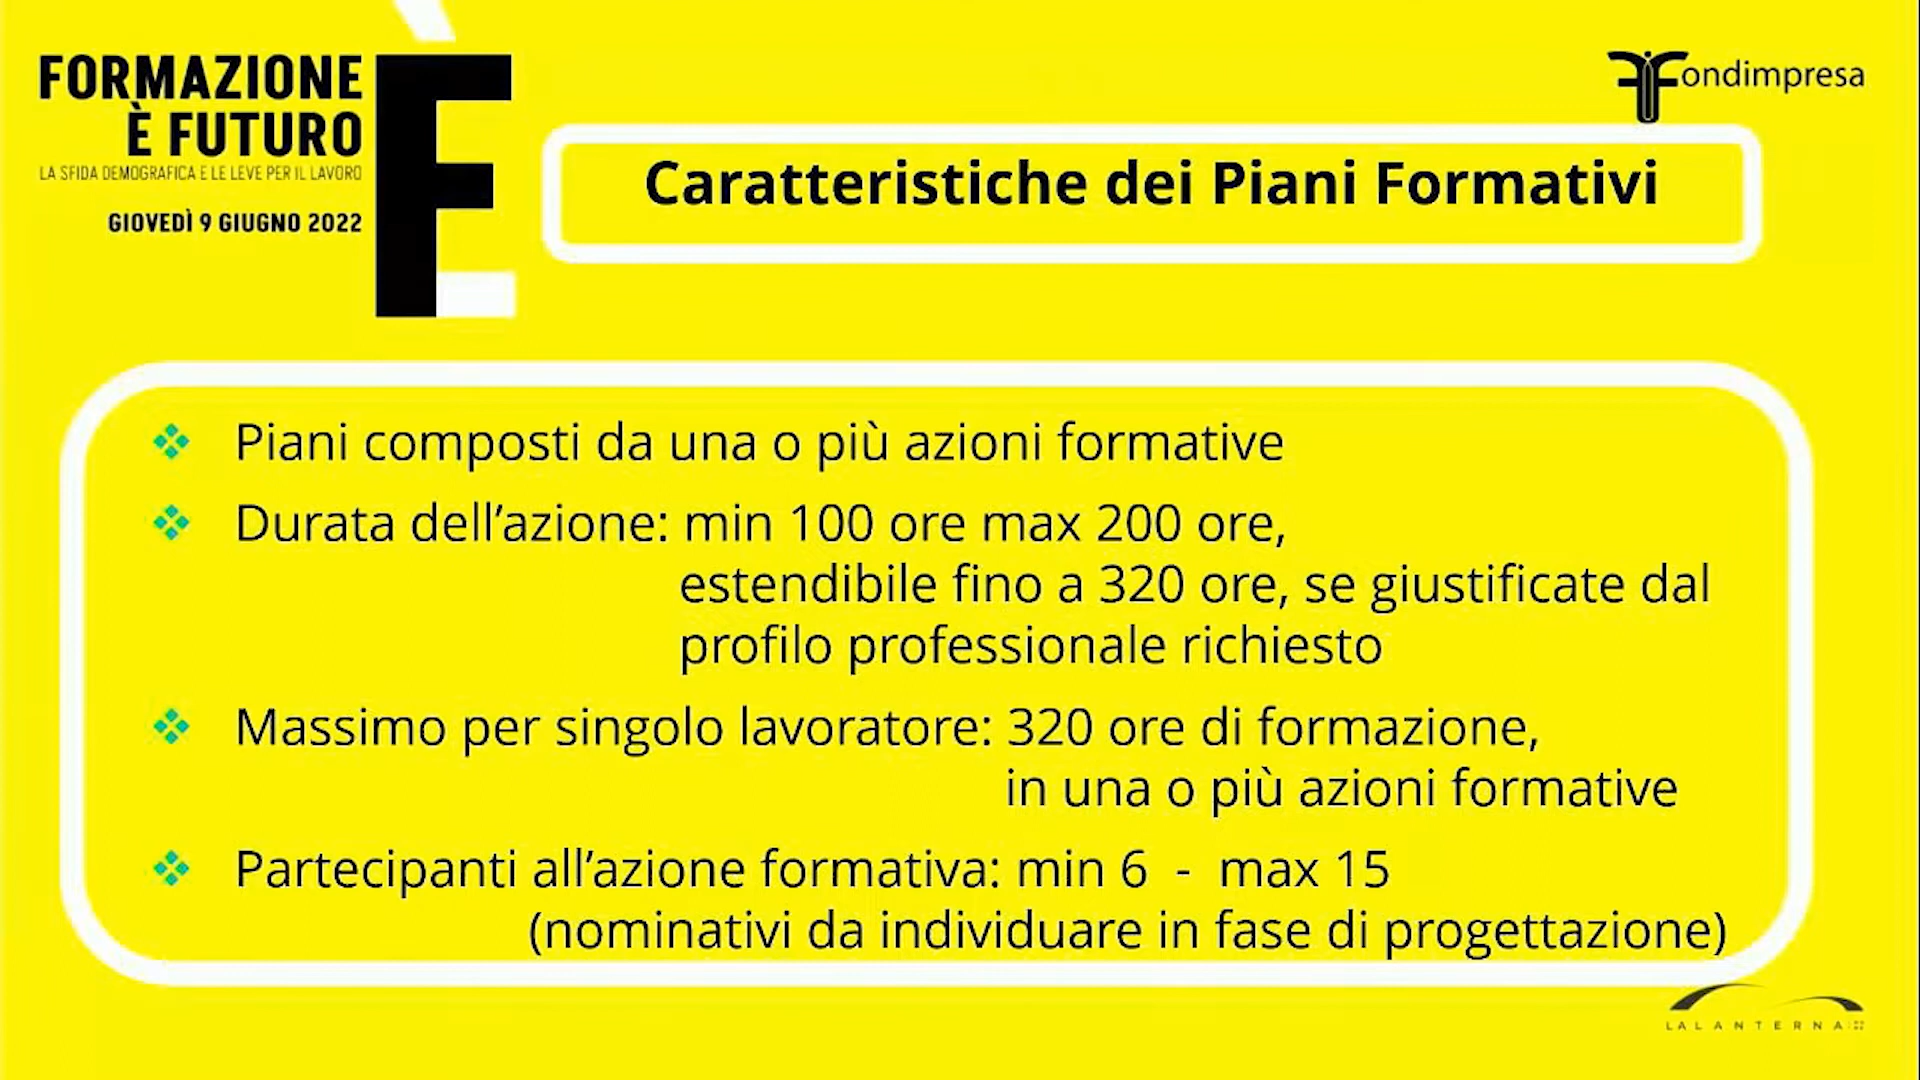 FORMAZIONE
È FUTURO
LA SFIDA DEMOGRAFICA E LE LEVE PER IL LAVORO
GIOVEDÌ 9 GIUGNO 2022
È
Fondimpresa
Caratteristiche dei Piani Formativi
Piani composti da una o più azioni formative
Durata dell’azione: min 100 ore max 200 ore,
estendibile fino a 320 ore, se giustificate dal
profilo professionale richiesto
Massimo per singolo lavoratore: 320 ore di formazione,
in una o più azioni formative
Partecipanti all’azione formativa: min 6 - max 15
(nominativi da individuare in fase di progettazione)
LALANTERNA